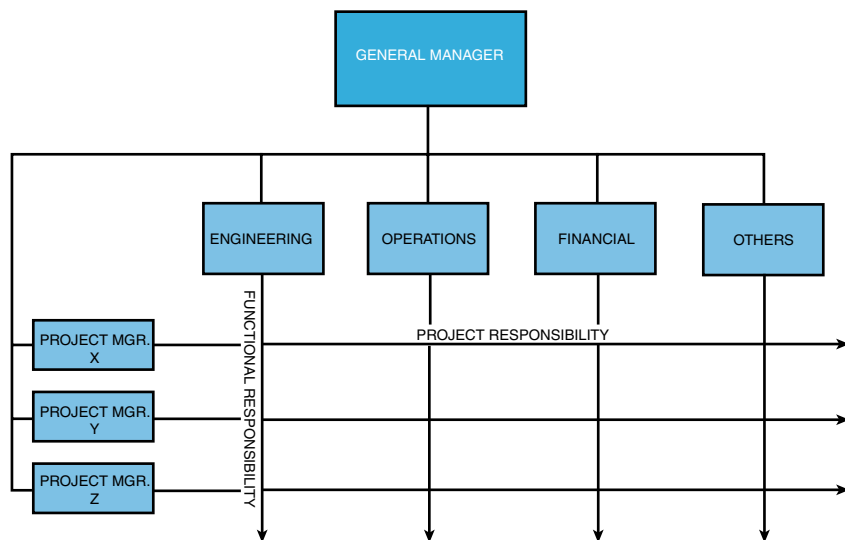 GENERAL MANAGER
ENGINEERING
OPERATIONS
FINANCIAL
OTHERS
FUNCTIONAL RESPONSIBILITY
PROJECT RESPONSIBILITY
PROJECT MGR.
X
PROJECT MGR.
Y
PROJECT MGR.
Z